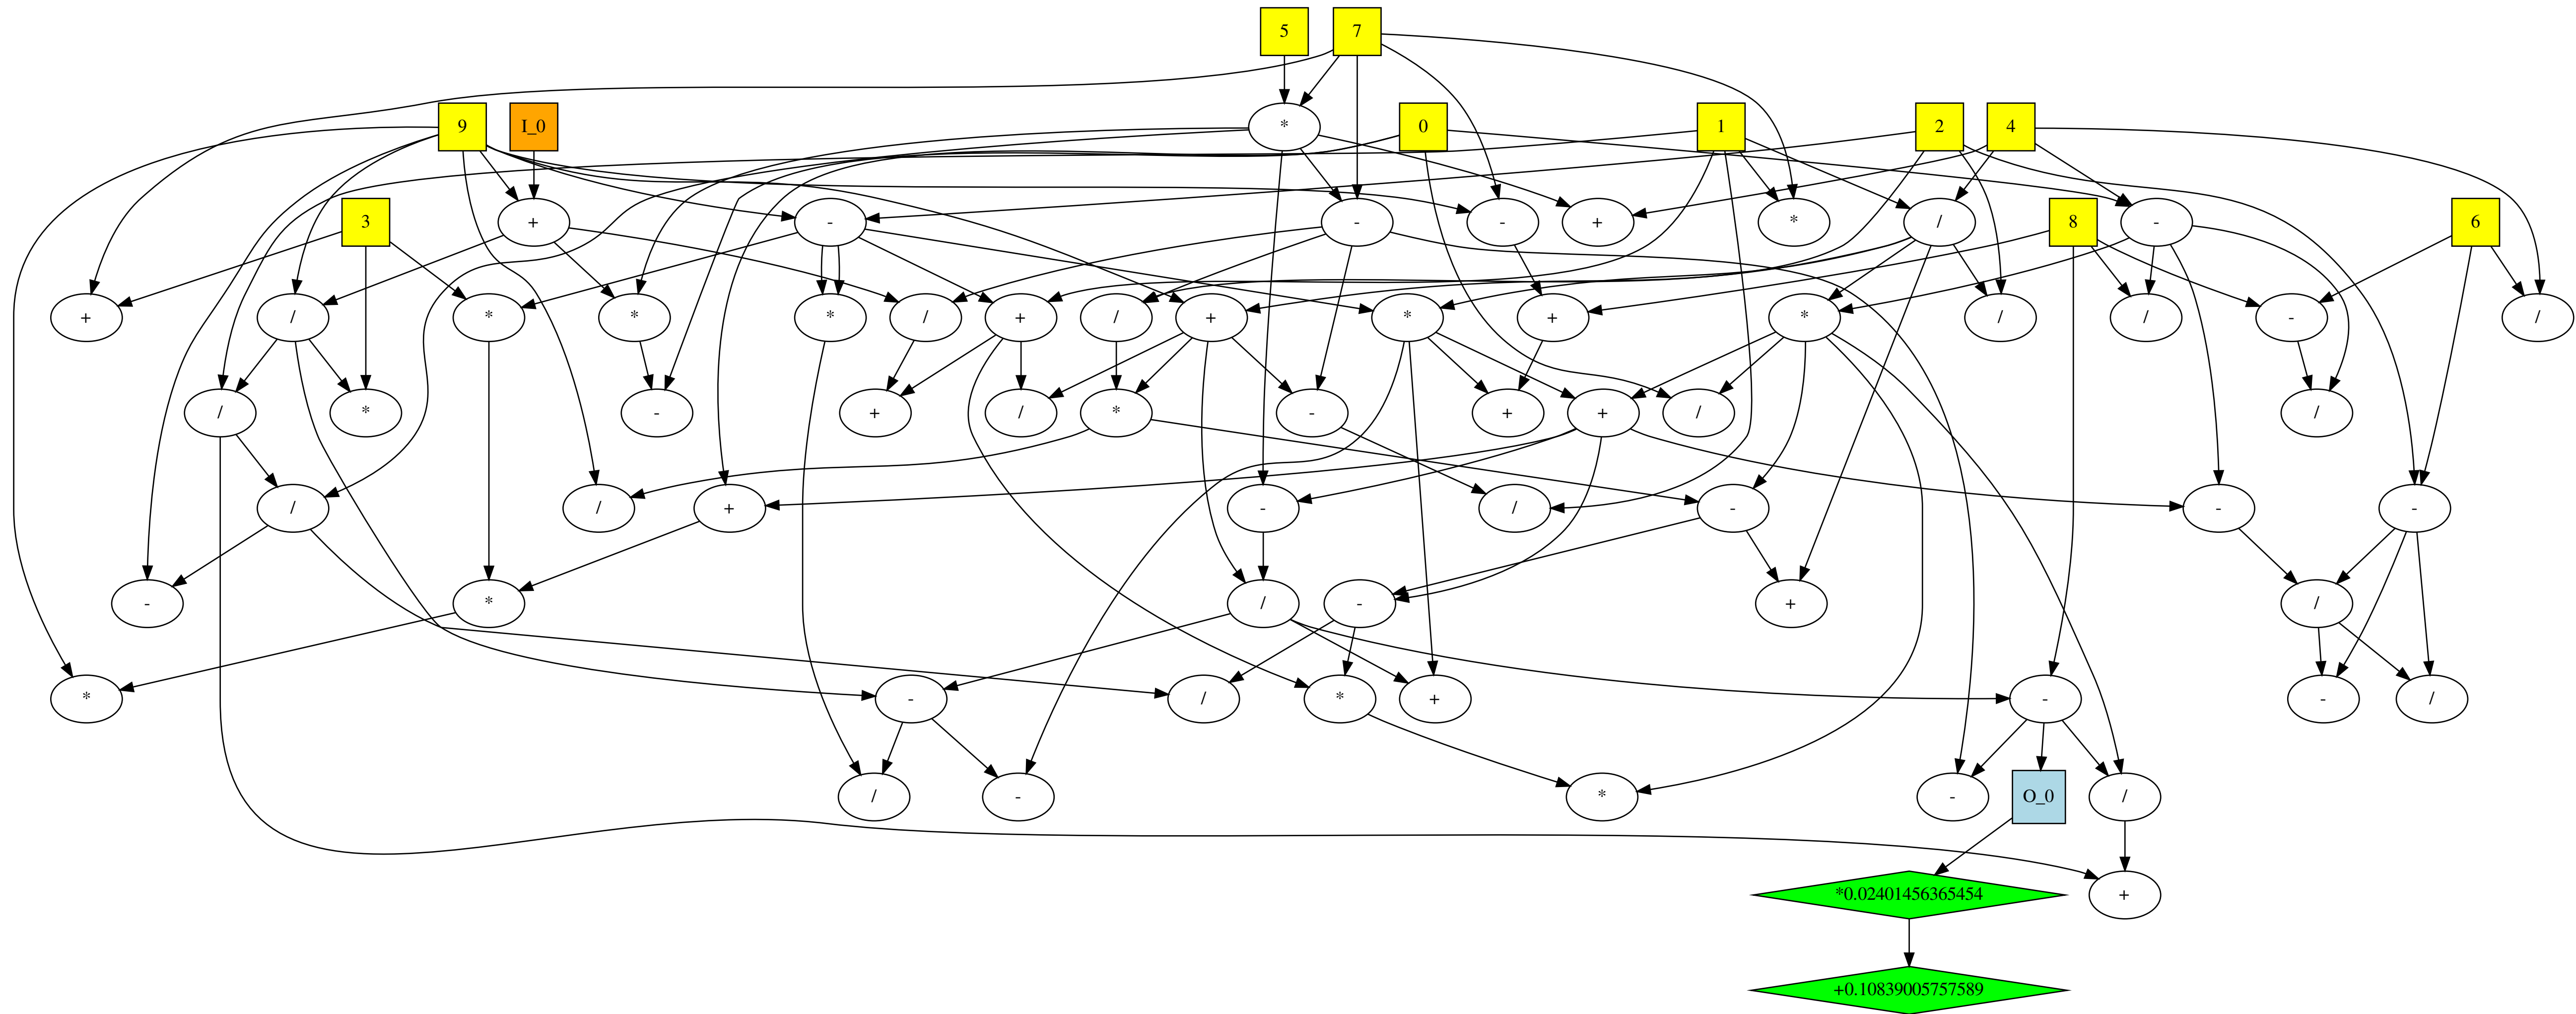 5 7
9 I_0 * 0 1 2 4
3 + - - - + * / 8 - 6
+ / * * * / + / + * + * / / - /
/ * - + / * - + + / /
/ / + - / - - -
- * / - + /
* - / * + - - /
/ - * - O_0 /
*0.02401456365454 +
+0.10839005757589